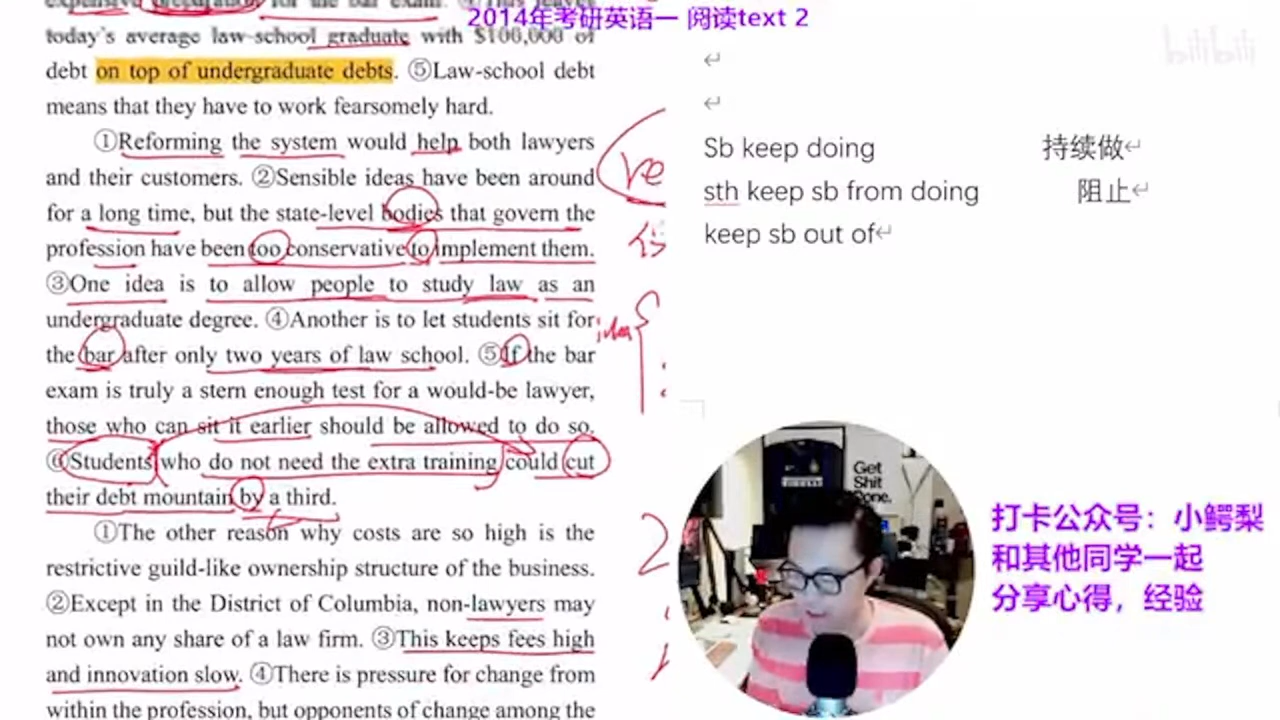 expensive preparation for the bar exam. ④This leaves
2014年考研英语一 阅读text 2
today's average law-school graduate with $100,000 of
debt on top of undergraduate debts. ⑤Law-school debt
means that they have to work fearsomely hard.
①Reforming the system would help both lawyers
and their customers. ②Sensible ideas have been around
for a long time, but the state-level bodies that govern the
profession have been too conservative to implement them.
③One idea is to allow people to study law as an
undergraduate degree. ④Another is to let students sit for
the bar after only two years of law school. ⑤If the bar
exam is truly a stern enough test for a would-be lawyer,
those who can sit it earlier should be allowed to do so.
⑥Students who do not need the extra training could cut
their debt mountain by a third.
①The other reason why costs are so high is the
restrictive guild-like ownership structure of the business.
②Except in the District of Columbia, non-lawyers may
not own any share of a law firm. ③This keeps fees high
and innovation slow. ④There is pressure for change from
within the profession, but opponents of change among the
ve
idea
2
bilibili
Sb keep doing 持续做
sth keep sb from doing 阻止
keep sb out of
Get
Shit
Done.
打卡公众号：小鳄梨
和其他同学一起
分享心得，经验